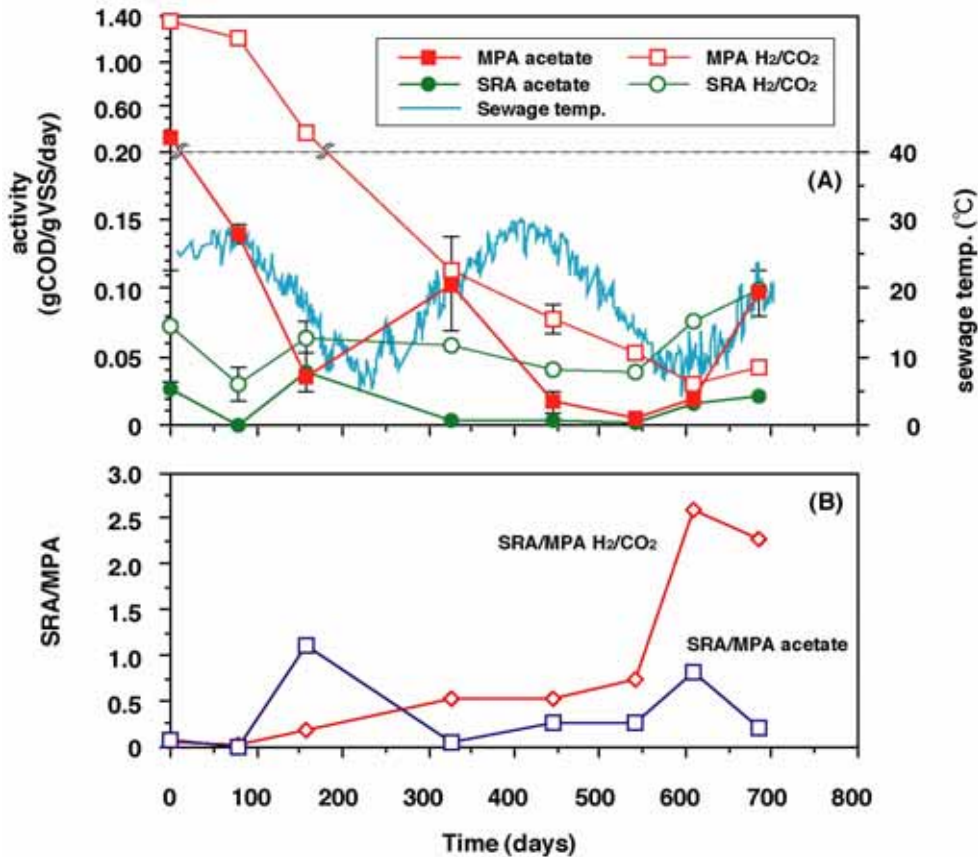 1.40
1.00
0.60
0.20
0.15
0.10
0.05
0
activity
(gCOD/gVSS/day)
MPA acetate
MPA H₂/CO₂
SRA acetate
SRA H₂/CO₂
Sewage temp.
(A)
40
30
20
10
0
sewage temp. (℃)
3.0
2.5
2.0
1.5
1.0
0.5
0
SRA/MPA
(B)
SRA/MPA H₂/CO₂
SRA/MPA acetate
0 100 200 300 400 500 600 700 800
Time (days)